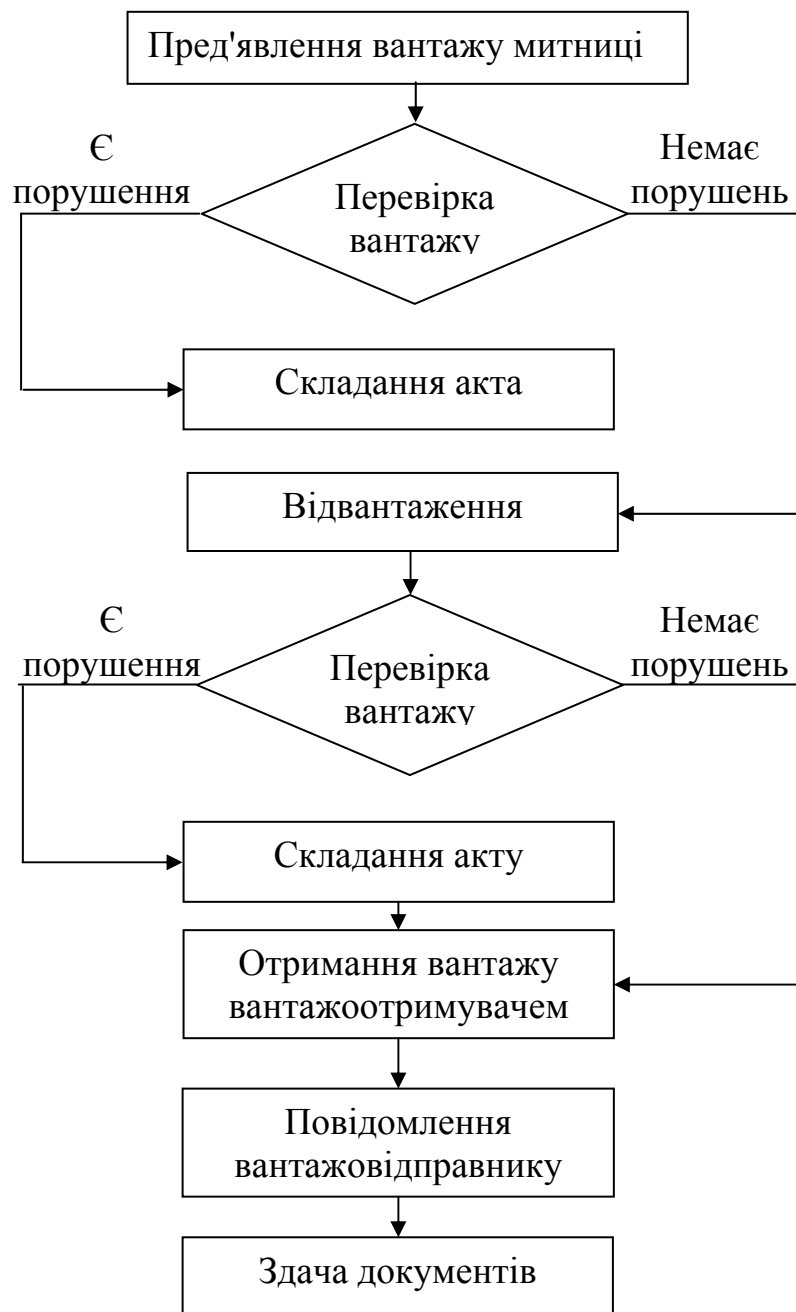 Пред'явлення вантажу митниці
Є
порушення
Немає
порушень
Перевірка
вантажу
Складання акта
Відвантаження
Є
порушення
Немає
порушень
Перевірка
вантажу
Складання акту
Отримання вантажу
вантажоотримувачем
Повідомлення
вантажовідправнику
Здача документів